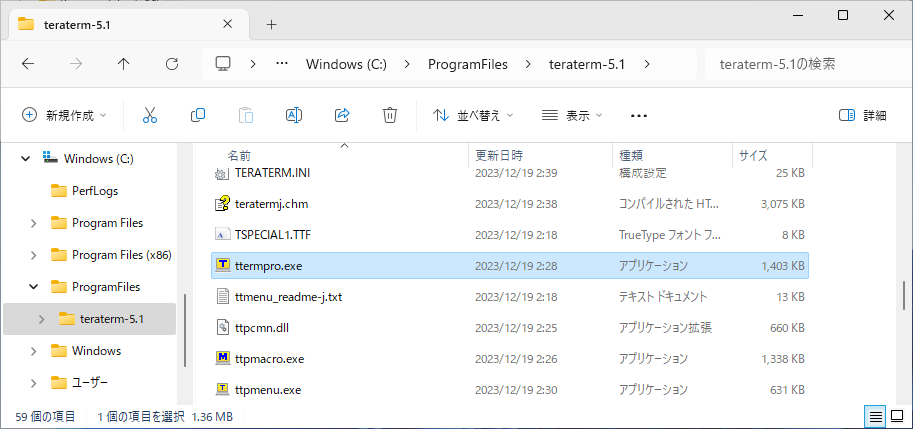 teraterm-5.1
Windows (C:) ProgramFiles teraterm-5.1 teraterm-5.1の検索
新規作成 並べ替え 表示 詳細
Windows (C:)
PerfLogs
Program Files
Program Files (x86)
ProgramFiles
teraterm-5.1
Windows
ユーザー
名前 更新日時 種類 サイズ
TERATERM.INI 2023/12/19 2:39 構成設定 25 KB
teratermj.chm 2023/12/19 2:38 コンパイルされた HT... 3,075 KB
TSPECIAL1.TTF 2023/12/19 2:18 TrueType フォント フ... 8 KB
ttermpro.exe 2023/12/19 2:28 アプリケーション 1,403 KB
ttmenu_readme-j.txt 2023/12/19 2:18 テキスト ドキュメント 13 KB
ttpcmn.dll 2023/12/19 2:25 アプリケーション拡張 660 KB
ttpmacro.exe 2023/12/19 2:26 アプリケーション 1,338 KB
ttpmenu.exe 2023/12/19 2:30 アプリケーション 631 KB
59 個の項目 1 個の項目を選択 1.36 MB